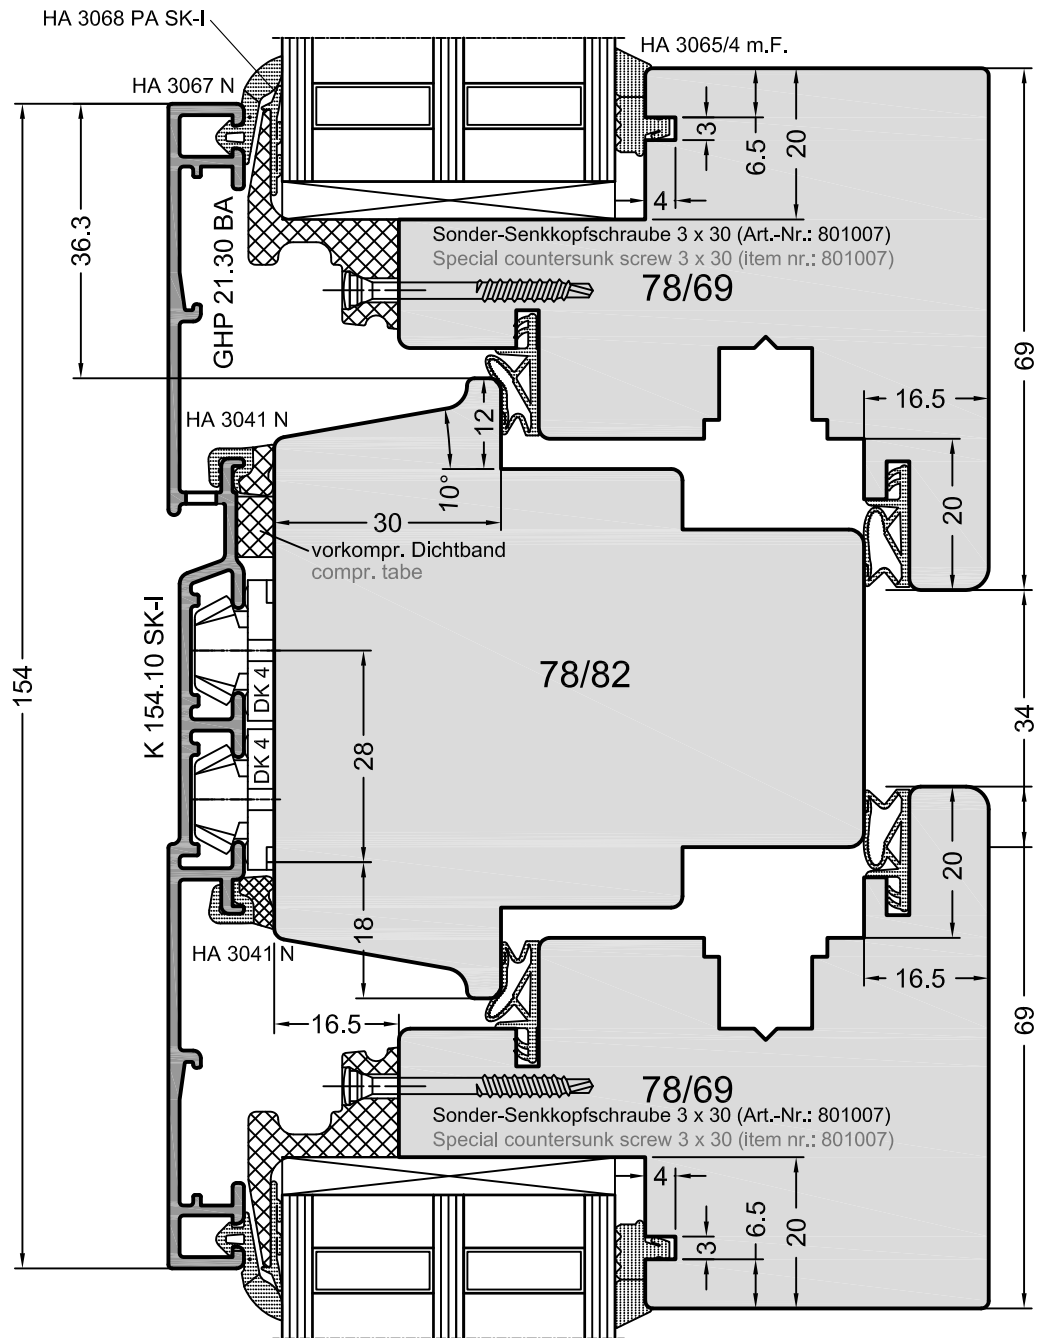 HA 3068 PA SK-I
HA 3065/4 m.F.
HA 3067 N
3
6.5
20
4
36.3
GHP 21.30 BA
Sonder-Senkkopfschraube 3 x 30 (Art.-Nr.: 801007)
Special countersunk screw 3 x 30 (item nr.: 801007)
78/69
69
16.5
HA 3041 N
12
10°
20
30
vorkompr. Dichtband
compr. tabe
154
K 154.10 SK-I
78/82
DK 4
34
28
DK 4
20
18
HA 3041 N
16.5
16.5
69
78/69
Sonder-Senkkopfschraube 3 x 30 (Art.-Nr.: 801007)
Special countersunk screw 3 x 30 (item nr.: 801007)
4
6.5
20
3